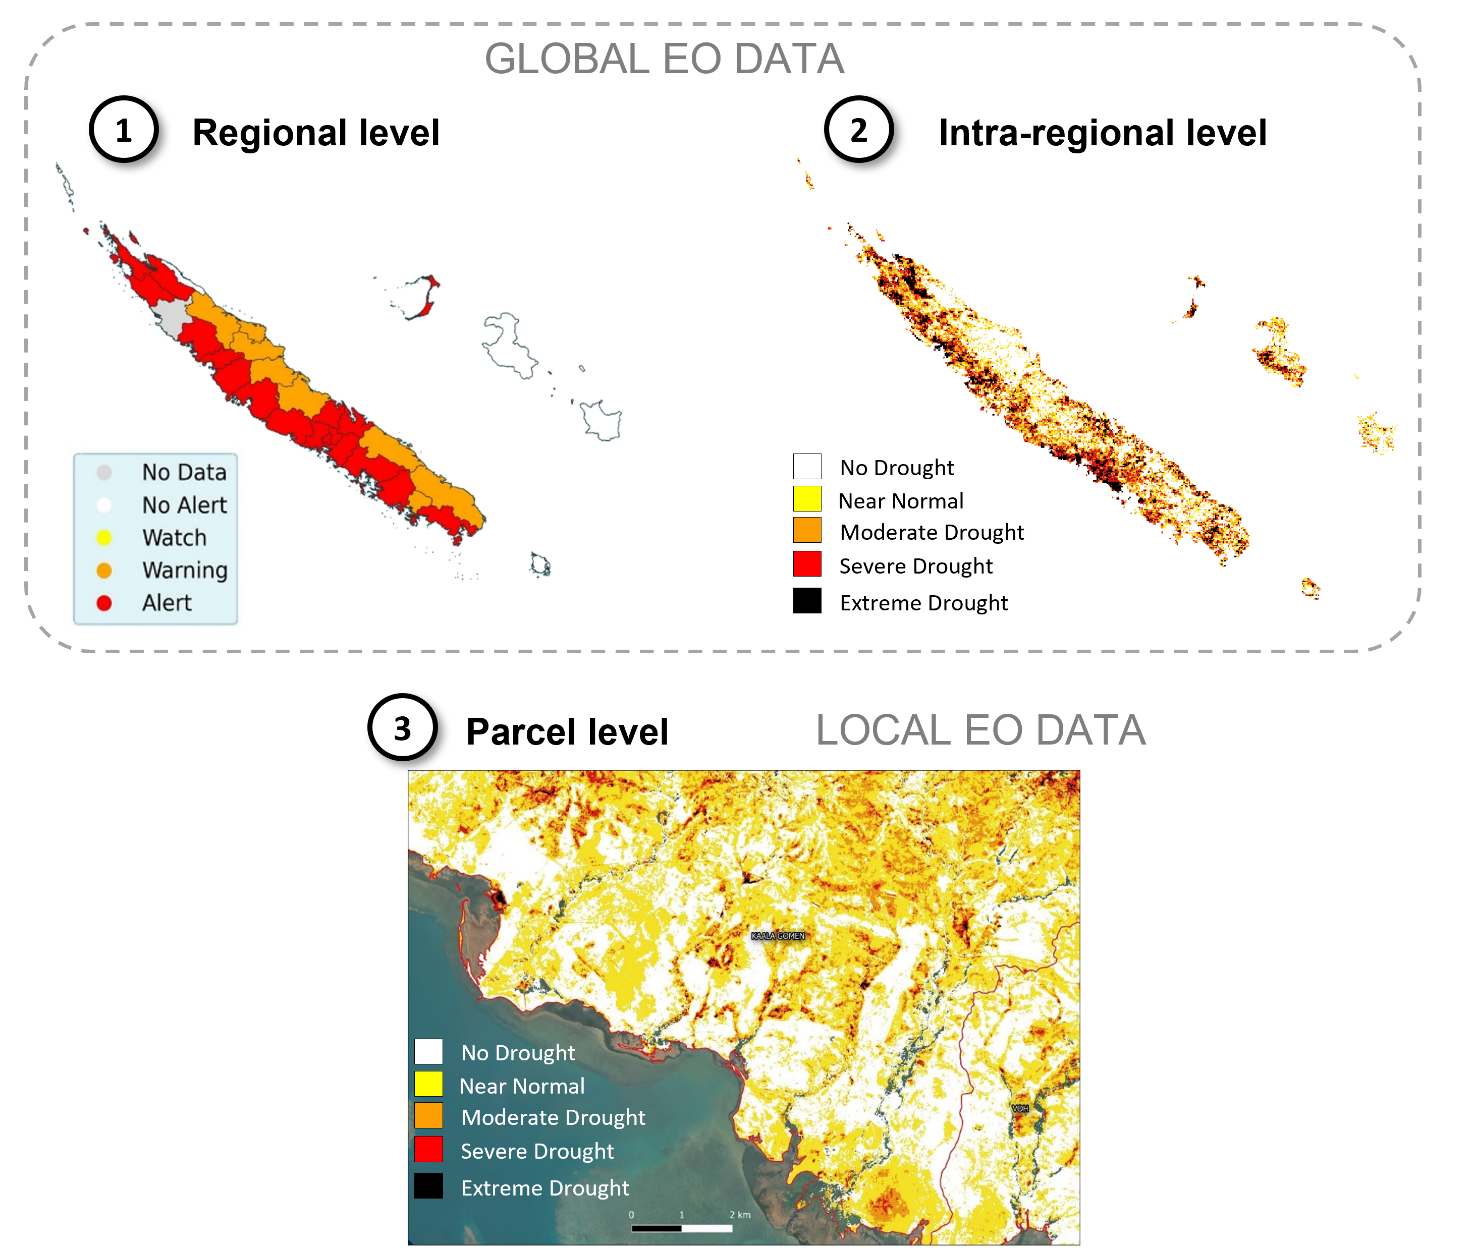 GLOBAL EO DATA
1 Regional level
2 Intra-regional level
No Data
No Alert
Watch
Warning
Alert
No Drought
Near Normal
Moderate Drought
Severe Drought
Extreme Drought
3 Parcel level
LOCAL EO DATA
KAALA GOMEN
VOH
No Drought
Near Normal
Moderate Drought
Severe Drought
Extreme Drought
0 1 2 km